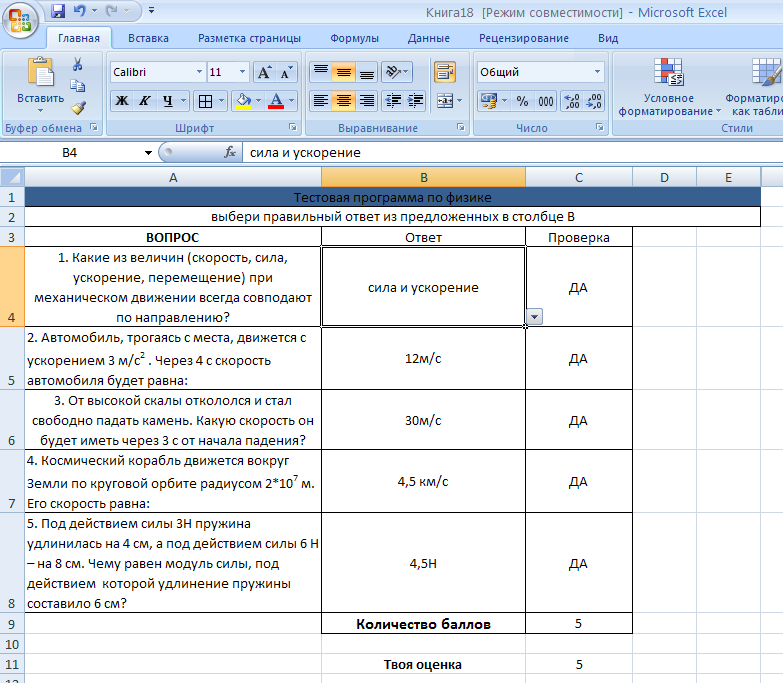 Книга18 [Режим совместимости] - Microsoft Excel
Главная Вставка Разметка страницы Формулы Данные Рецензирование Вид
Вставить
Calibri 11
Ж К Ч
Общий
% 000
Условное форматирование
Форматиро как табли
Буфер обмена Шрифт Выравнивание Число Стили
B4 fx сила и ускорение
A B C D E
1 Тестовая программа по физике
2 выбери правильный ответ из предложенных в столбце В
3 ВОПРОС Ответ Проверка
1. Какие из величин (скорость, сила,
ускорение, перемещение) при
механическом движении всегда совподают
4 по направлению? сила и ускорение ДА
2. Автомобиль, трогаясь с места, движется с
ускорением 3 м/с² . Через 4 с скорость
5 автомобиля будет равна: 12м/с ДА
3. От высокой скалы откололся и стал
свободно падать камень. Какую скорость он
6 будет иметь через 3 с от начала падения? 30м/с ДА
4. Космический корабль движется вокруг
Земли по круговой орбите радиусом 2*10⁷ м.
7 Его скорость равна: 4,5 км/с ДА
5. Под действием силы 3Н пружина
удлинилась на 4 см, а под действием силы 6 Н
– на 8 см. Чему равен модуль силы, под
действием которой удлинение пружины
8 составило 6 см? 4,5Н ДА
9 Количество баллов 5
10
11 Твоя оценка 5